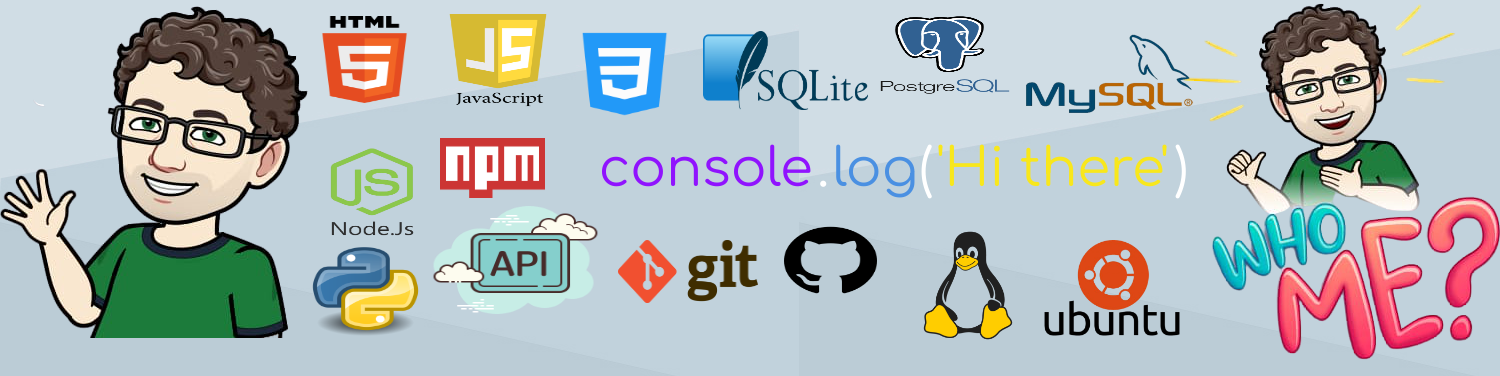 HTML
5
JS
JavaScript
3
SQLite
PostgreSQL
MySQL®
JS
Node.Js
npm
console.log('Hi there')
API
git
ubuntu
WHO
ME?